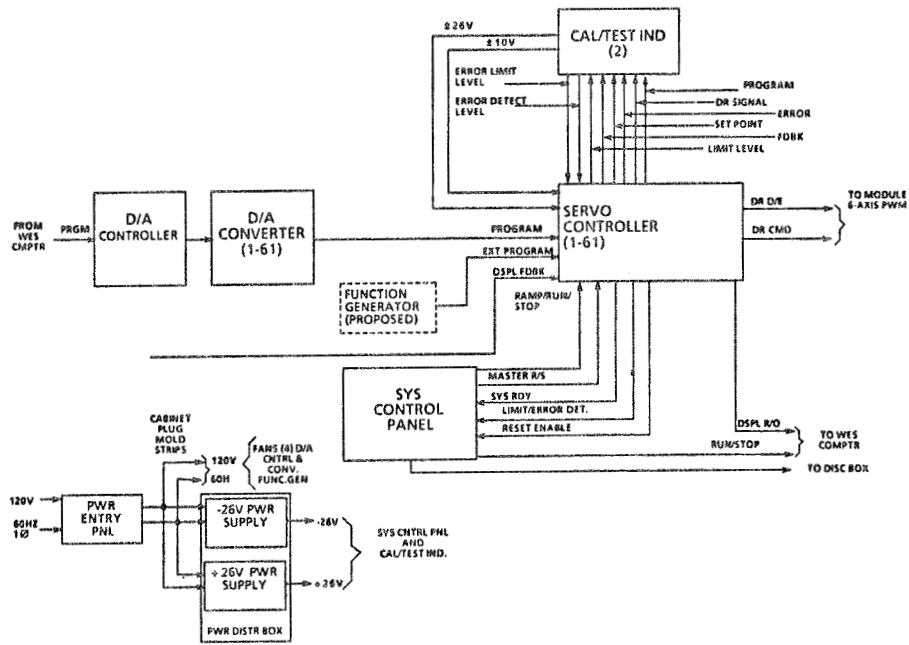 ±26V
±10V
CAL/TEST IND
(2)
ERROR LIMIT
LEVEL
ERROR DETECT
LEVEL
PROGRAM
DR SIGNAL
ERROR
SET POINT
FDBK
LIMIT LEVEL
FROM
WES
CMPTR
PRGM
D/A
CONTROLLER
D/A
CONVERTER
(1-61)
PROGRAM
EXT PROGRAM
DSPL FDBK
SERVO
CONTROLLER
(1-61)
DR D/E
DR CMD
TO MODULE
6-AXIS PWM
FUNCTION
GENERATOR
(PROPOSED)
RAMP/RUN/
STOP
SYS
CONTROL
PANEL
MASTER R/S
SYS RDY
LIMIT/ERROR DET.
RESET ENABLE
DSPL R/O
RUN/STOP
TO WES
COMPTR
TO DISC BOX
CABINET
PLUG
MOLD
STRIPS
120V
60H
FANS (4) D/A
CNTRL &
CONV.
FUNC.GEN
120V
60HZ
1Ø
PWR
ENTRY
PNL
-26V PWR
SUPPLY
-26V
÷ 26V PWR
SUPPLY
÷ 26V
PWR DISTR BOX
SYS CNTRL PNL
AND
CAL/TEST IND.